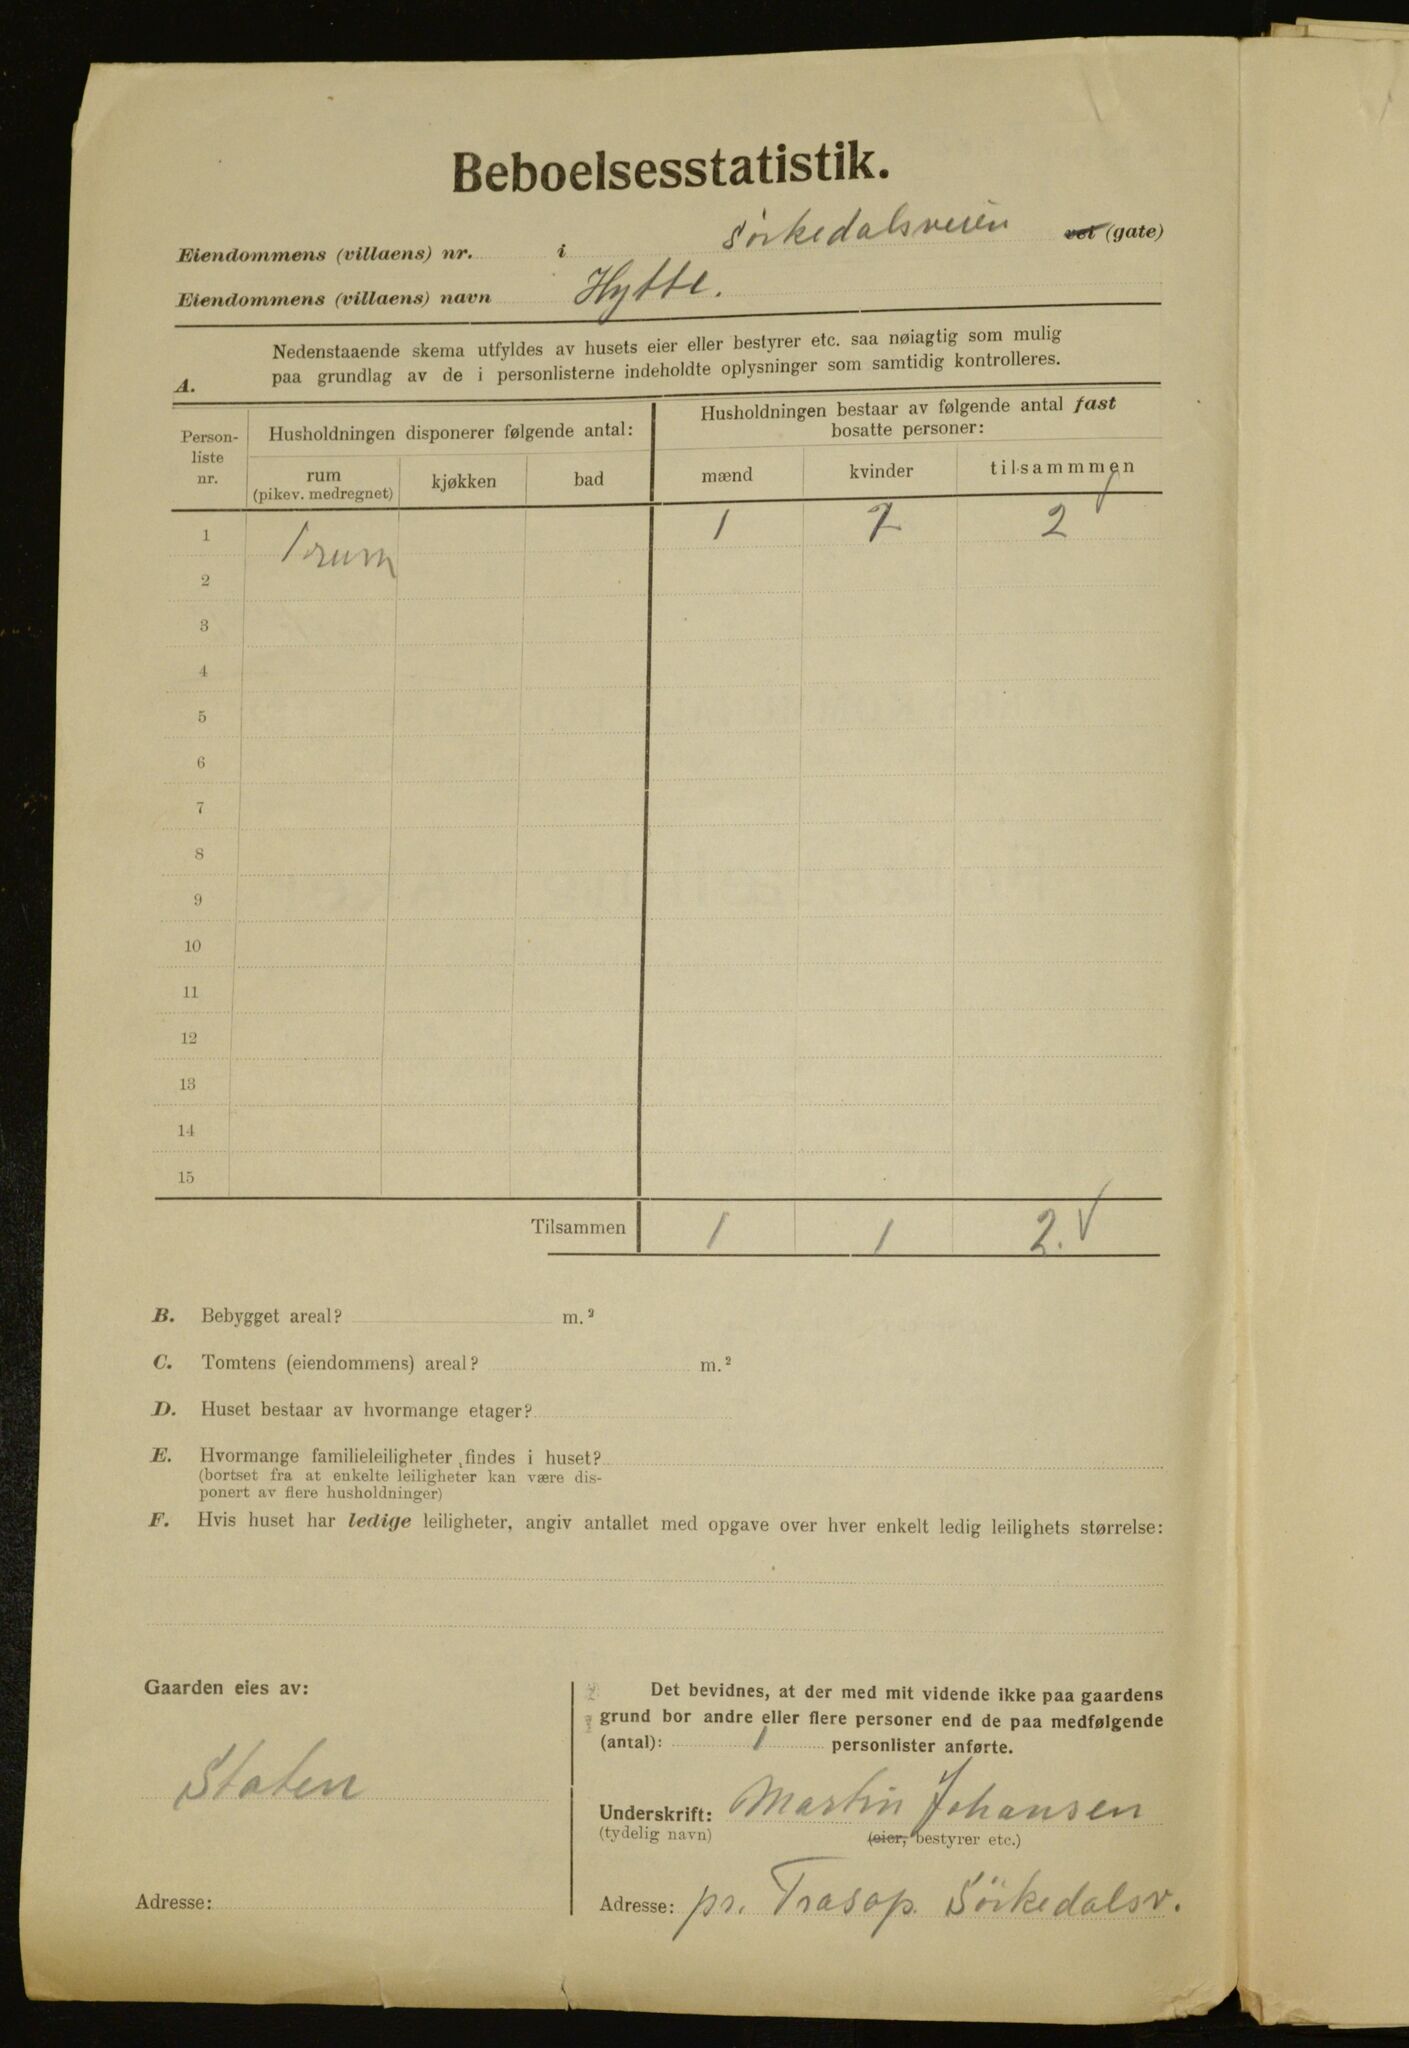 Beboelsesstatistik.
Eiendommens (villaens) nr. i Sörkedalsveien vei (gate)
Eiendommens (villaens) navn Hytte.
Nedenstaaende skema utfyldes av husets eier eller bestyrer etc. saa nøiagtig som mulig
A. paa grundlag av de i personlisterne indeholdte oplysninger som samtidig kontrolleres.
Person-liste nr. Husholdningen disponerer følgende antal: Husholdningen bestaar av følgende antal fast
bosatte personer:
rum (pikev. medregnet) kjøkken bad mænd kvinder tilsammmen
1 1 rum 1 1 2
2
3
4
5
6
7
8
9
10
11
12
13
14
15
Tilsammen 1 1 2. V
B. Bebygget areal? m.²
C. Tomtens (eiendommens) areal? m.²
D. Huset bestaar av hvormange etager?
E. Hvormange familieleiligheter findes i huset?
(bortset fra at enkelte leiligheter kan være dis-
ponert av flere husholdninger)
F. Hvis huset har ledige leiligheter, angiv antallet med opgave over hver enkelt ledig leilighets størrelse:
Gaarden eies av:
Staten
Adresse:
Det bevidnes, at der med mit vidende ikke paa gaardens
grund bor andre eller flere personer end de paa medfølgende
(antal): 1 personlister anførte.
Underskrift: Martin Johansen
(tydelig navn) (eier, bestyrer etc.)
Adresse: pr. Trasop. Sörkedalsv.